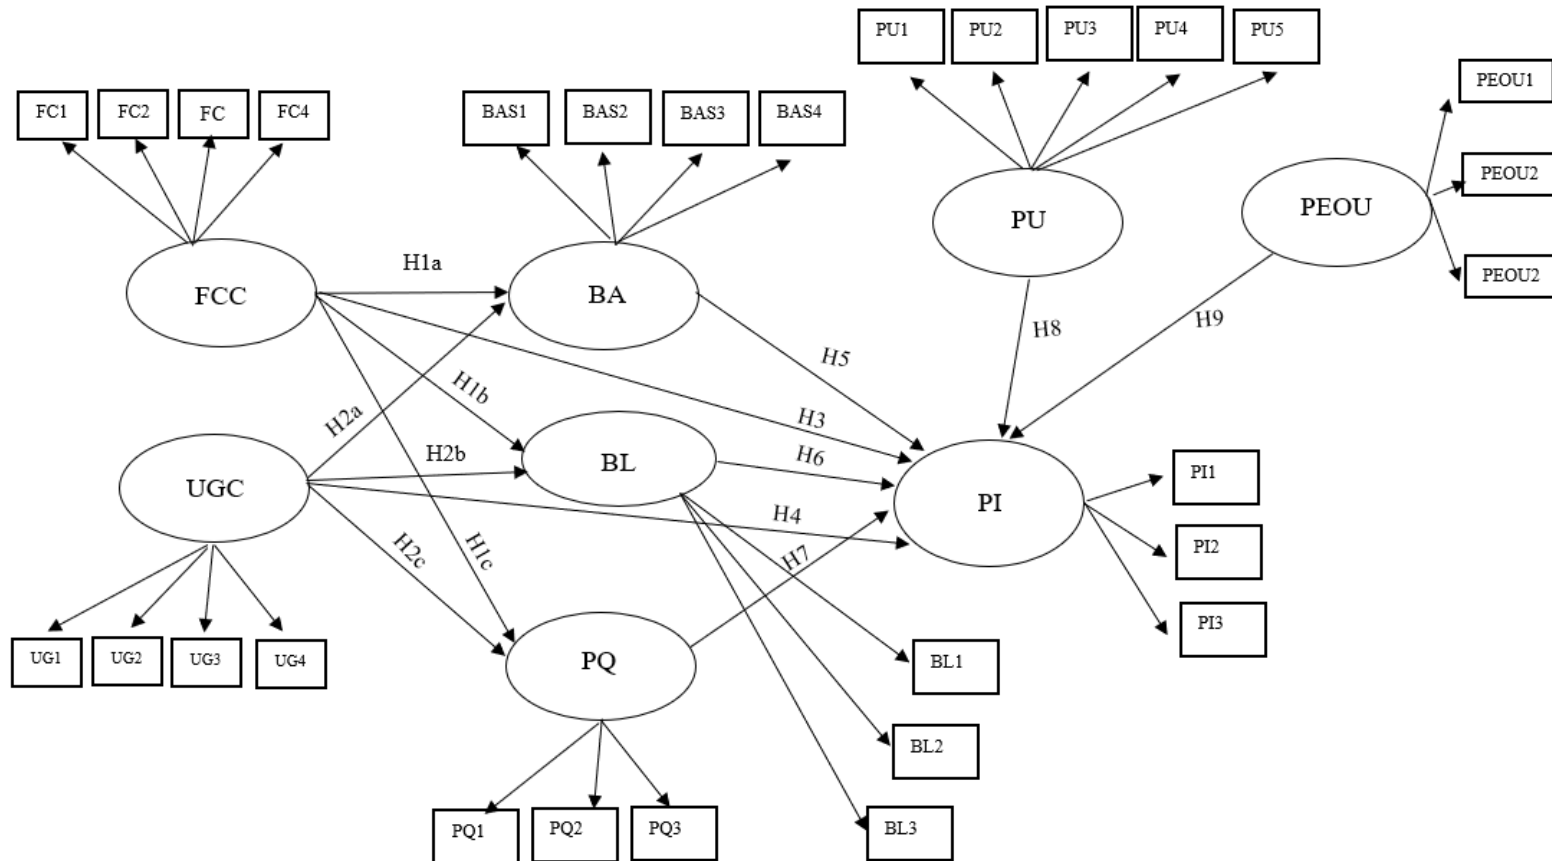 PU1
PU2
PU3
PU4
PU5
PEOU1
FC1
FC2
FC
FC4
BAS1
BAS2
BAS3
BAS4
PEOU2
PU
PEOU
PEOU2
H1a
FCC
BA
H8
H9
H5
H1b
H2a
H3
H2b
BL
H6
UGC
PI
PI1
H4
H2c
H1c
H7
PI2
PI3
UG1
UG2
UG3
UG4
PQ
BL1
BL2
PQ1
PQ2
PQ3
BL3